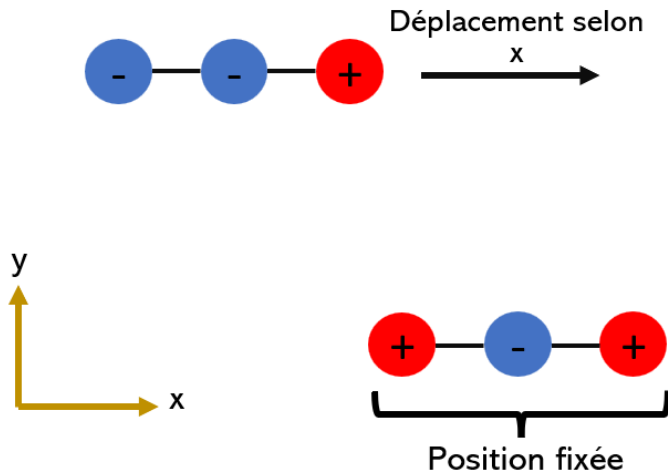 Déplacement selon
x
- - +
y
x
+ - +
Position fixée